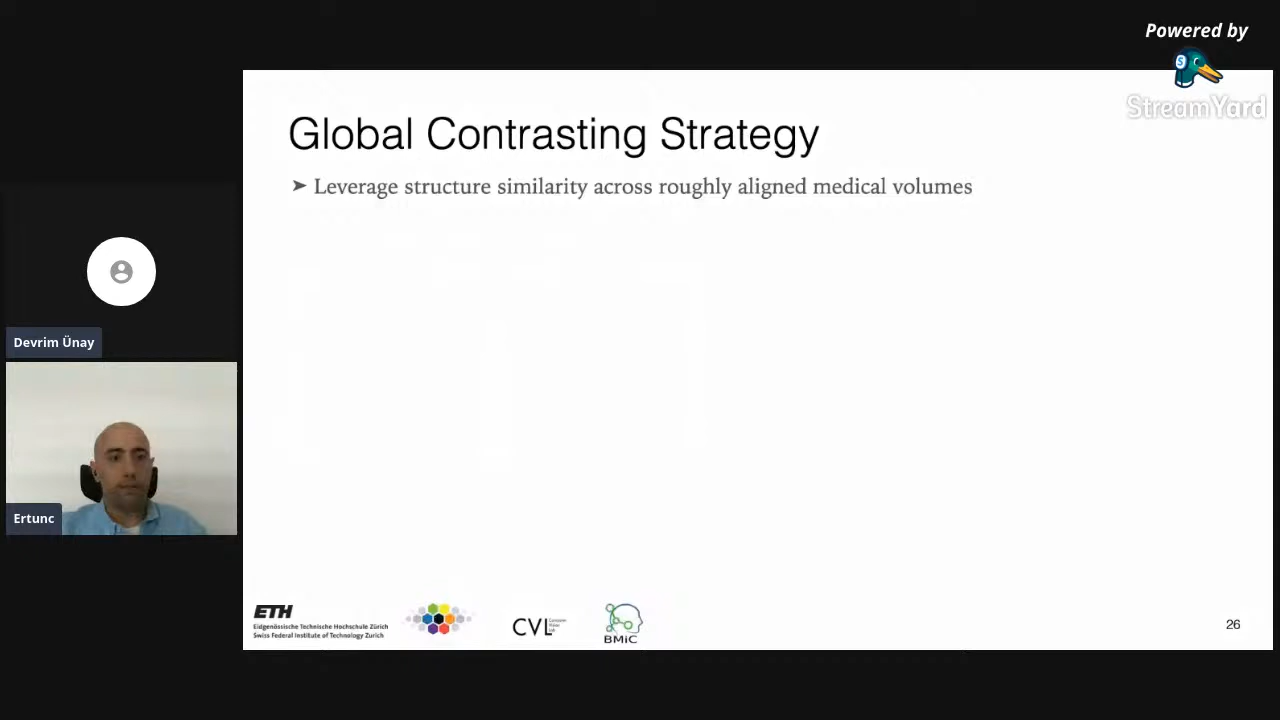 Powered by
StreamYard
Global Contrasting Strategy
➤ Leverage structure similarity across roughly aligned medical volumes
Devrim Ünay
Ertunc
ETH
Eidgenössische Technische Hochschule Zürich
Swiss Federal Institute of Technology Zurich
CVL
BMiC
26